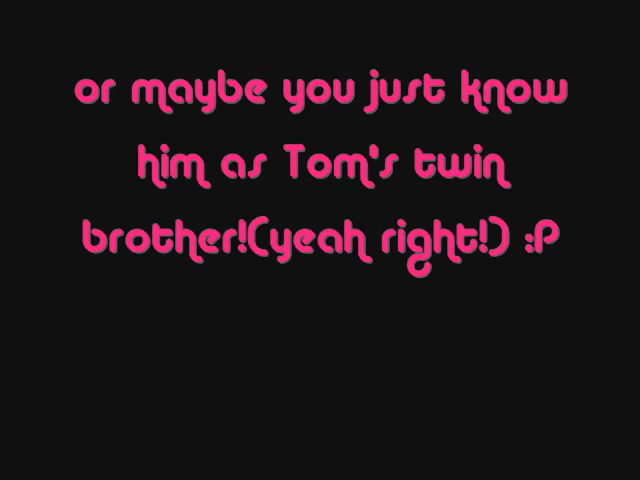 or maybe you just know
him as Tom's twin
brother!(yeah right!) :P